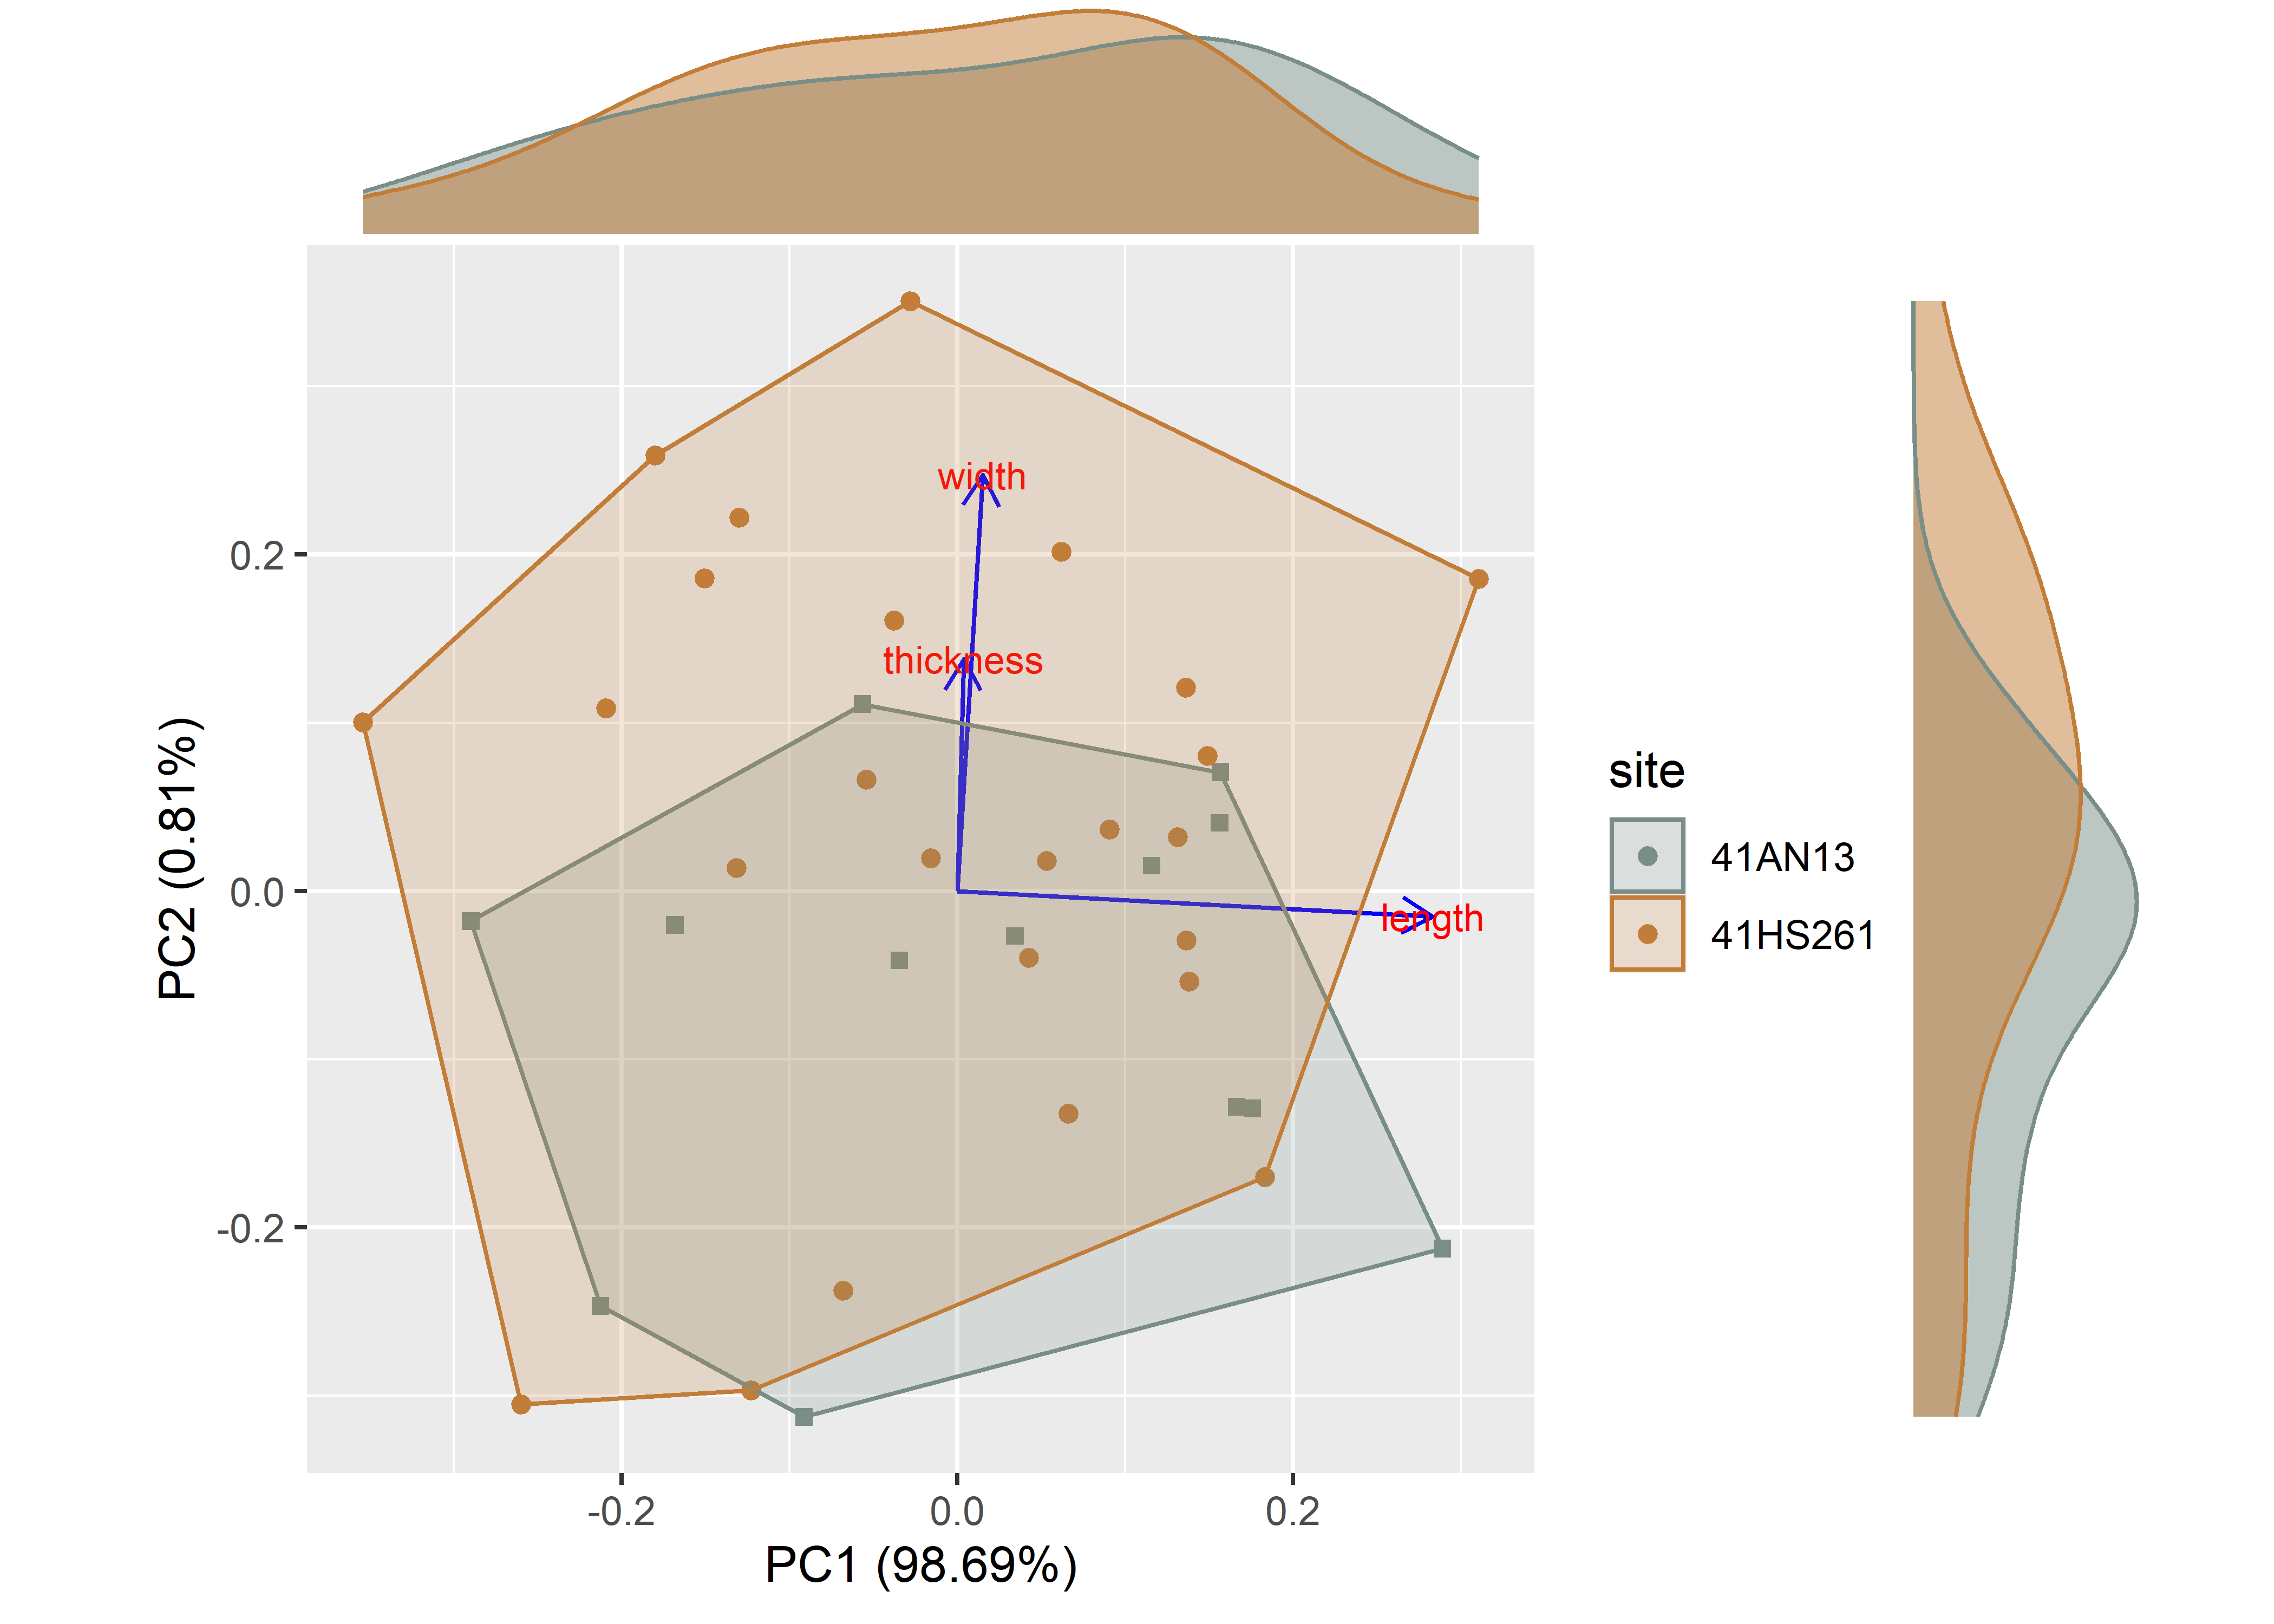 width
thickness
length
0.2
0.0
-0.2
PC2 (0.81%)
-0.2
0.0
0.2
PC1 (98.69%)
site
41AN13
41HS261